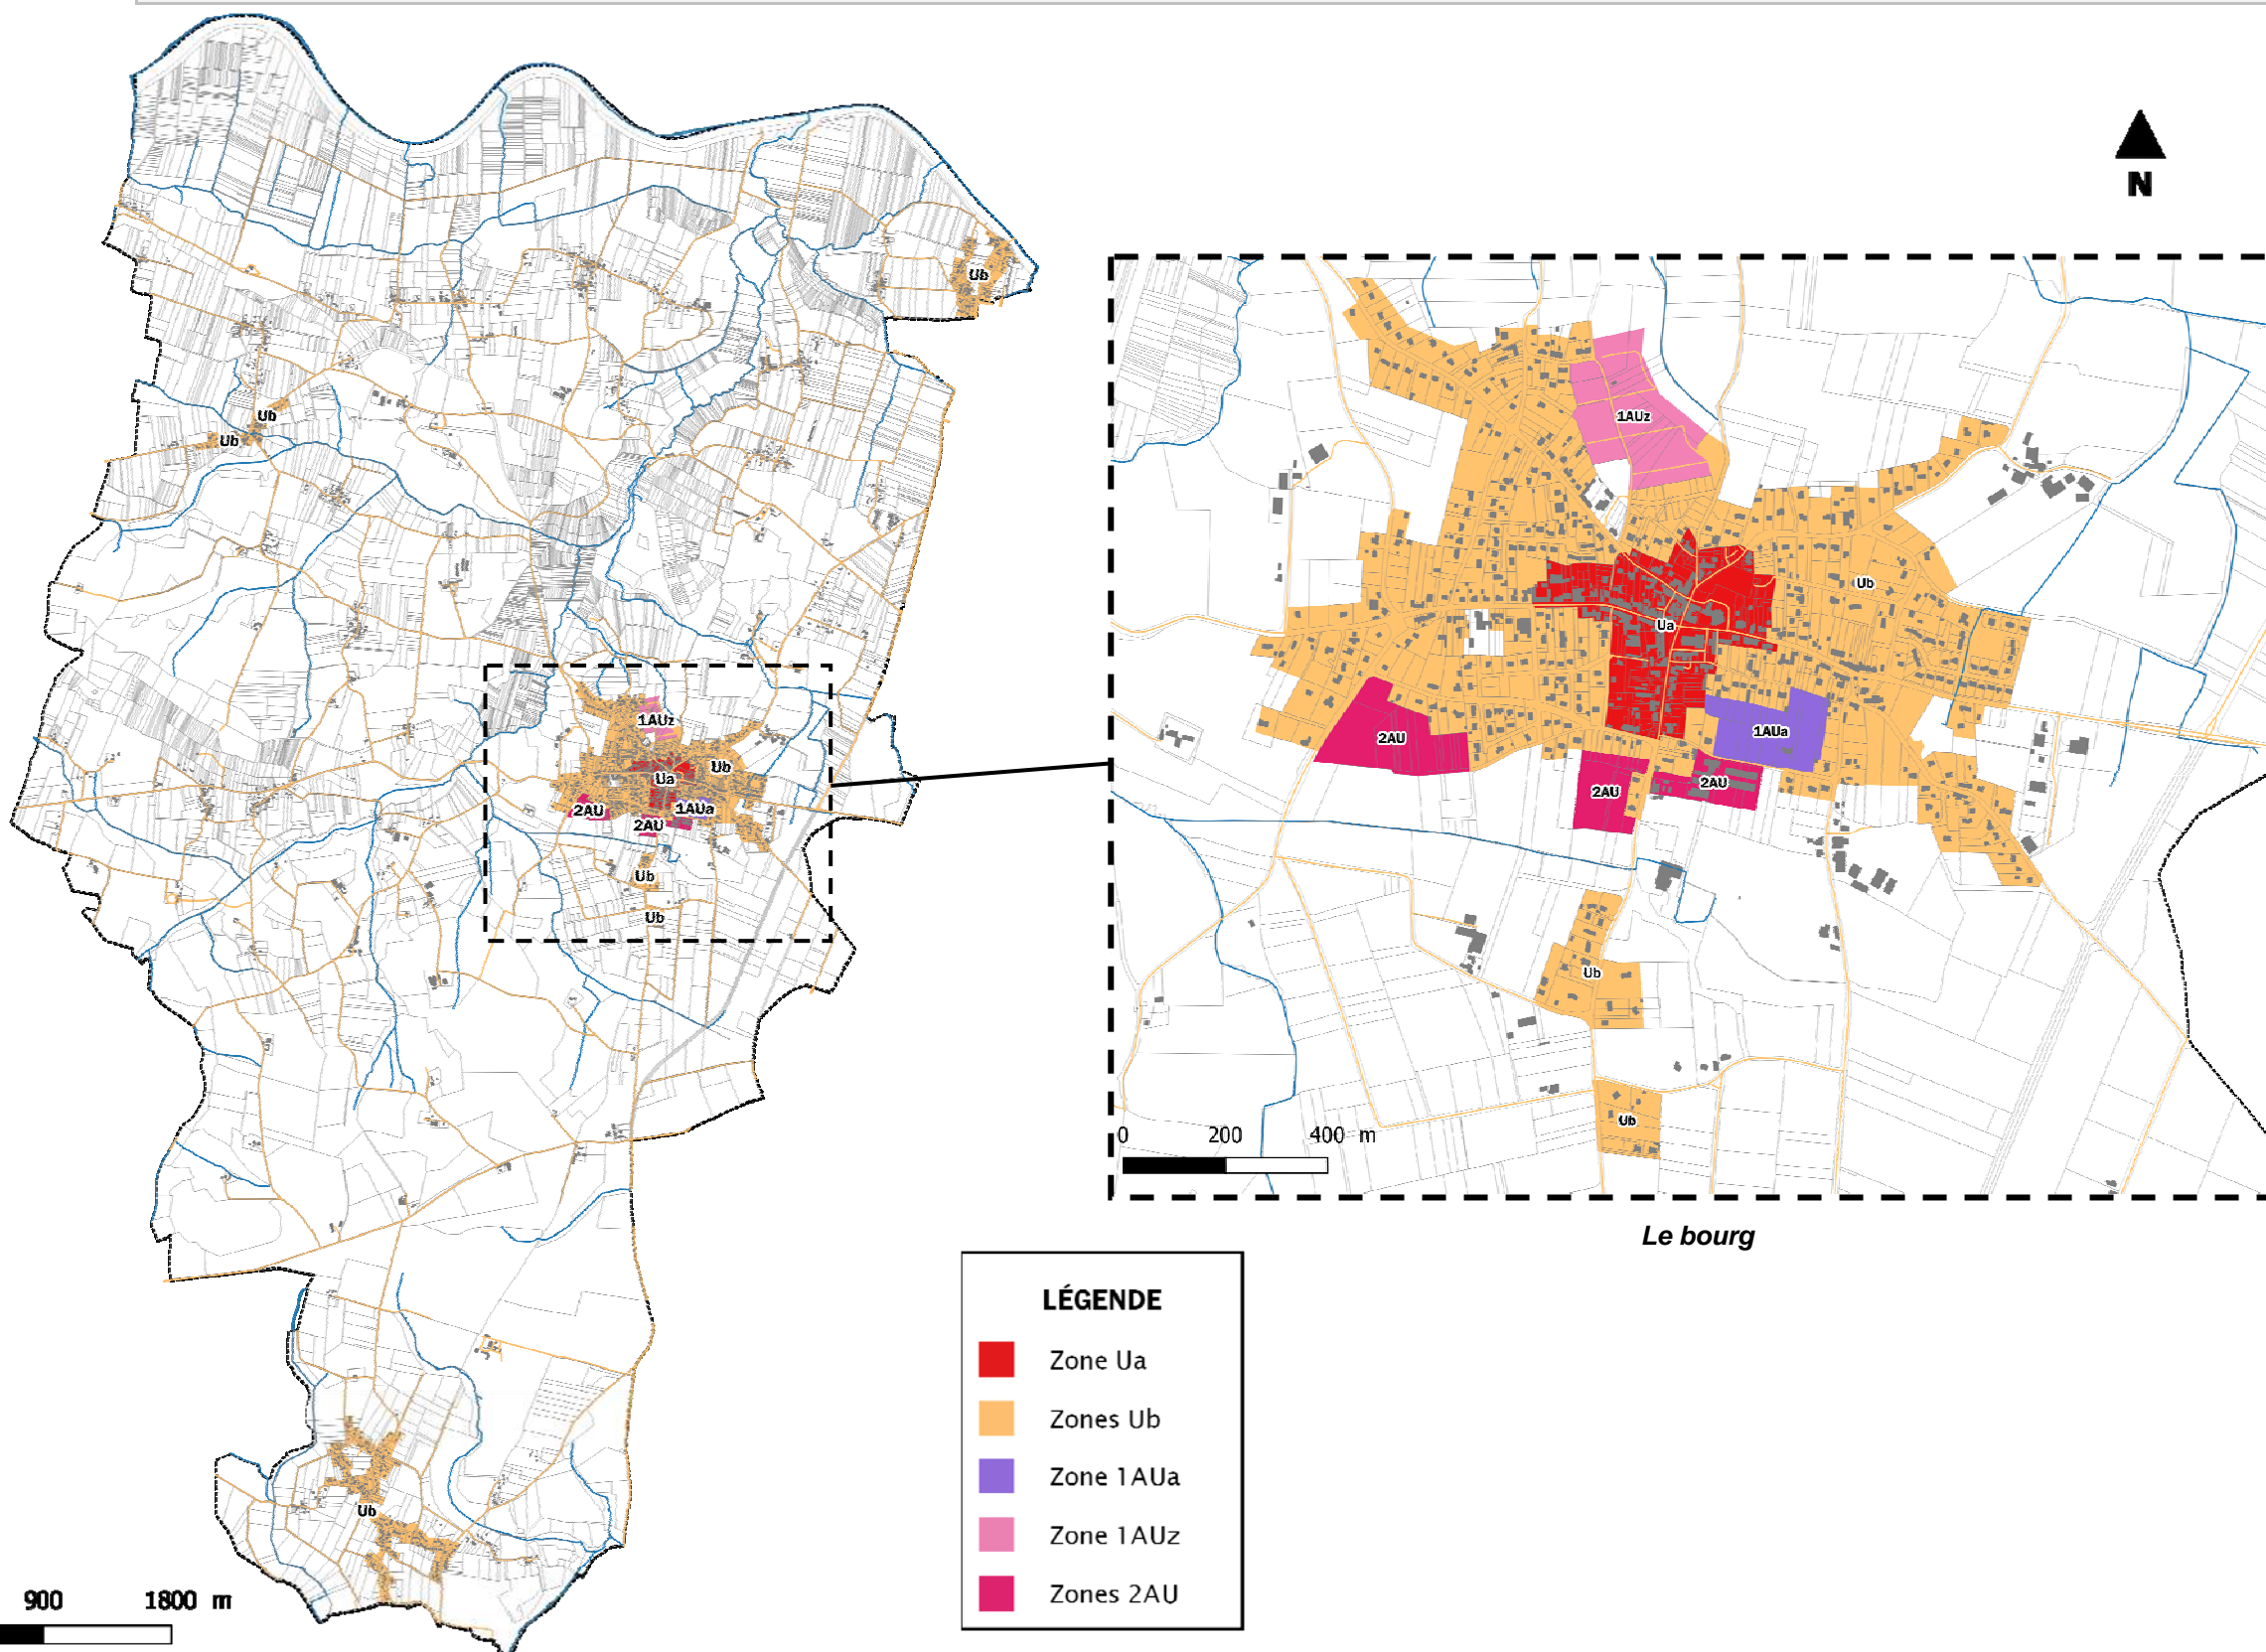 Ub
Ub
Ub
1AUz
Ub
Ua
1AUa
2AU
2AU
Ub
Ub
Ub
900 1800 m
N
1AUz
Ub
Ua
1AUa
2AU
2AU
2AU
Ub
Ub
0 200 400 m
Le bourg
LÉGENDE
Zone Ua
Zones Ub
Zone 1AUa
Zone 1AUz
Zones 2AU